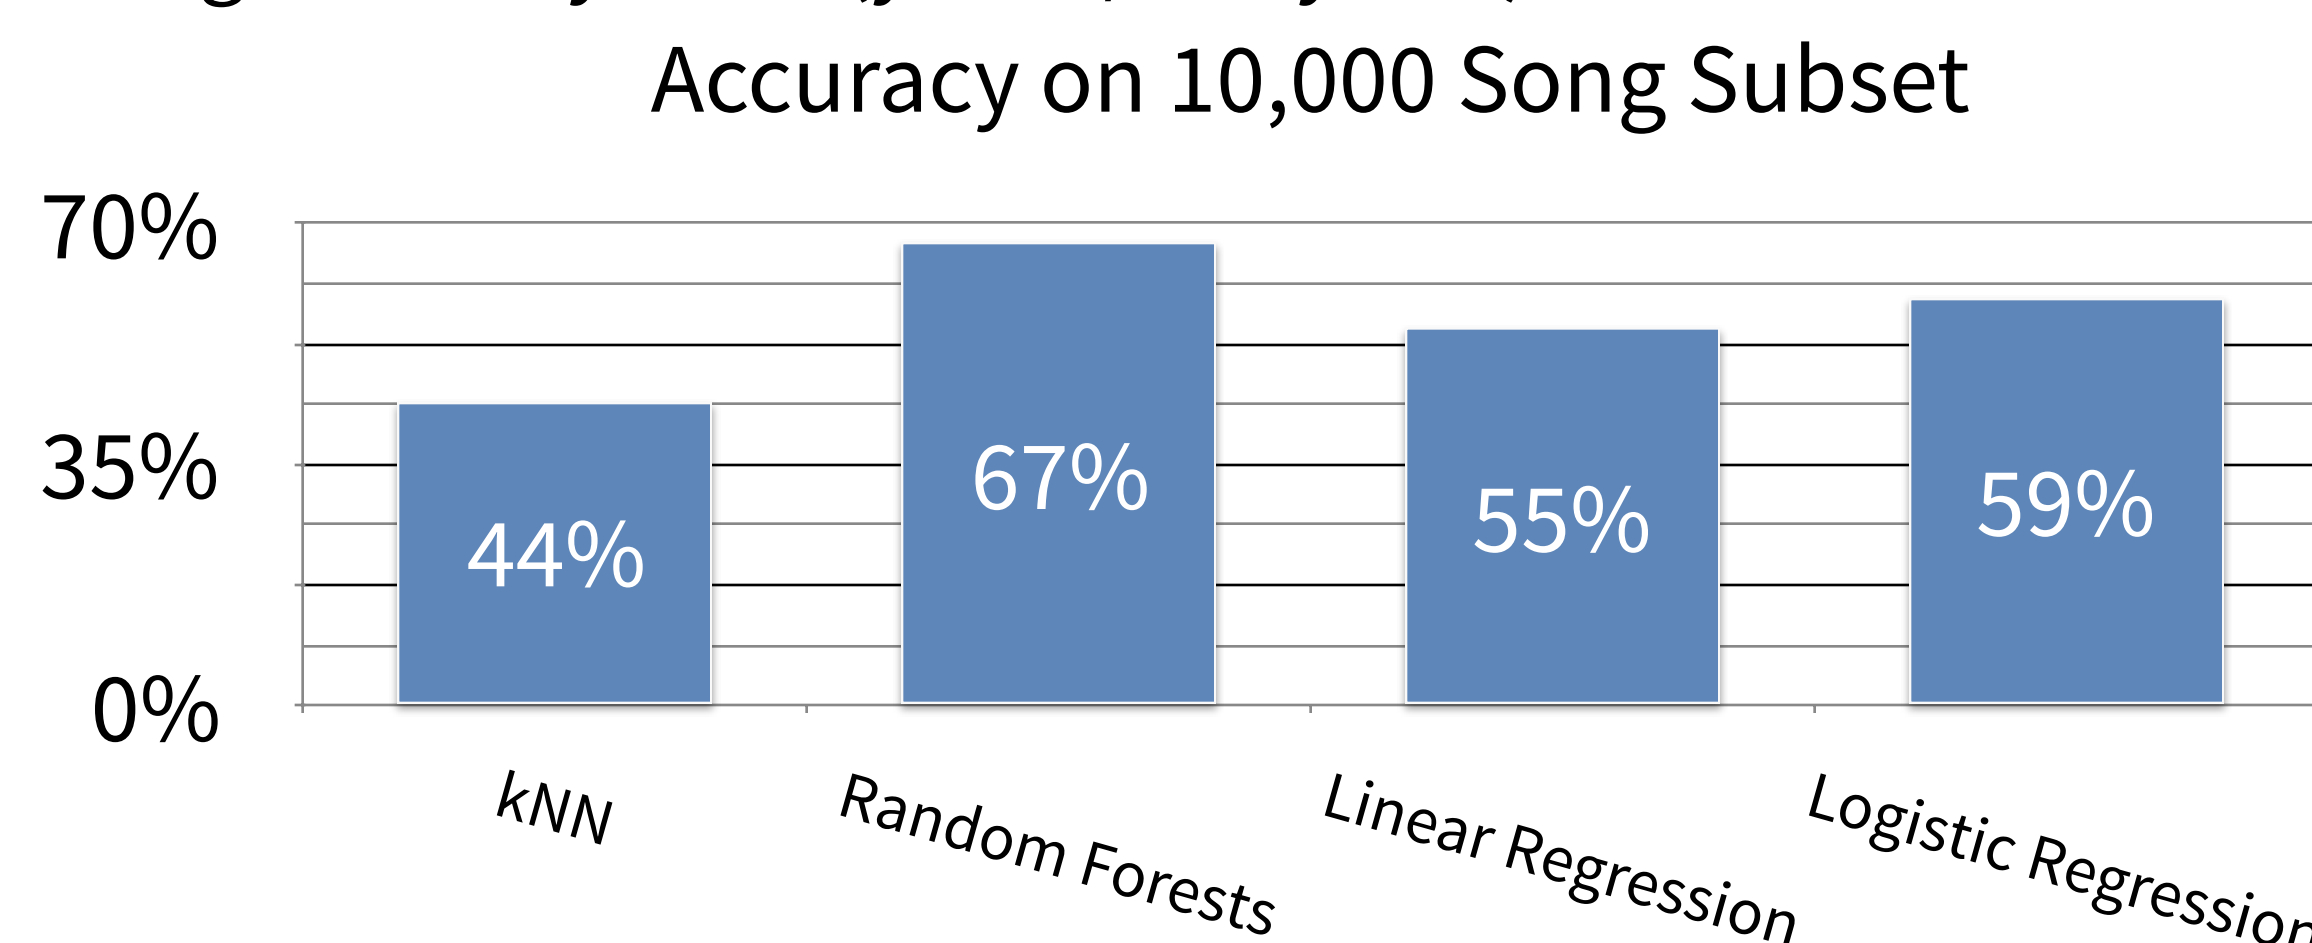 Accuracy on 10,000 Song Subset
70%
35%
0%
44%
67%
55%
59%
kNN
Random Forests
Linear Regression
Logistic Regression